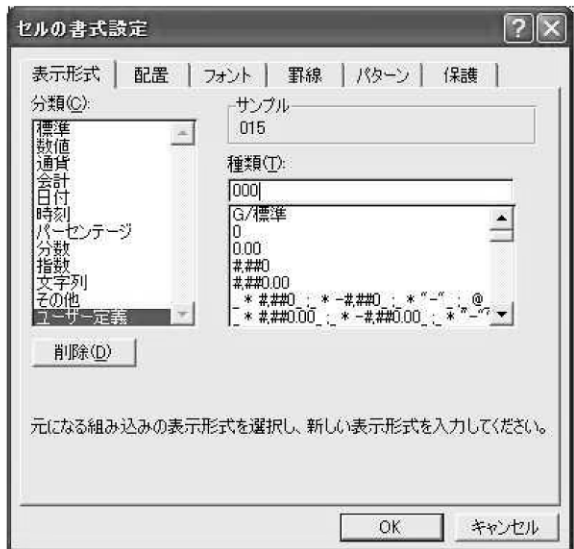 セルの書式設定
表示形式 配置 フォント 罫線 パターン 保護
分類(C):
標準
数値
通貨
会計
日付
時刻
パーセンテージ
分数
指数
文字列
その他
ユーザー定義
サンプル
015
種類(T):
000
G/標準
0
0.00
#,##0
#,##0.00
_ * #,##0_ ;_ * -#,##0_ ;_ * "-"_ ;_ @_
_ * #,##0.00_ ;_ * -#,##0.00_ ;_ * "-"?
削除(D)
元になる組み込みの表示形式を選択し、新しい表示形式を入力してください。
OK キャンセル